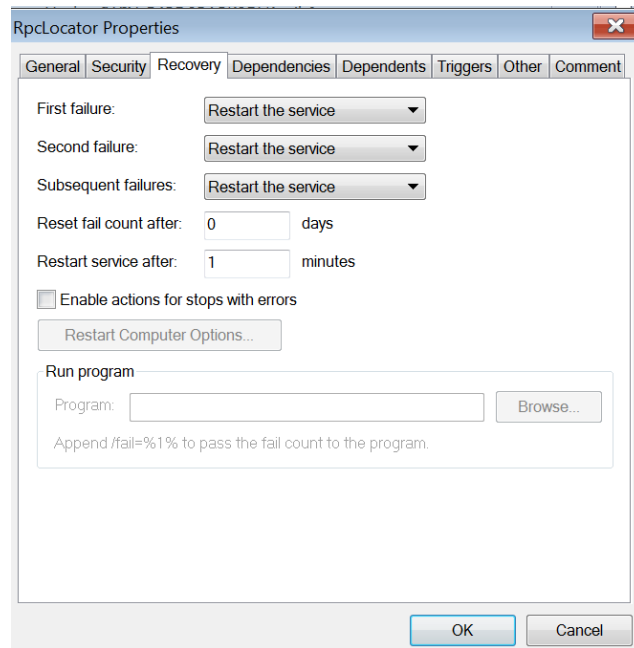 RpcLocator Properties
General Security Recovery Dependencies Dependents Triggers Other Comment
First failure: Restart the service
Second failure: Restart the service
Subsequent failures: Restart the service
Reset fail count after: 0 days
Restart service after: 1 minutes
Enable actions for stops with errors
Restart Computer Options...
Run program
Program: Browse...
Append /fail=%1% to pass the fail count to the program.
OK Cancel